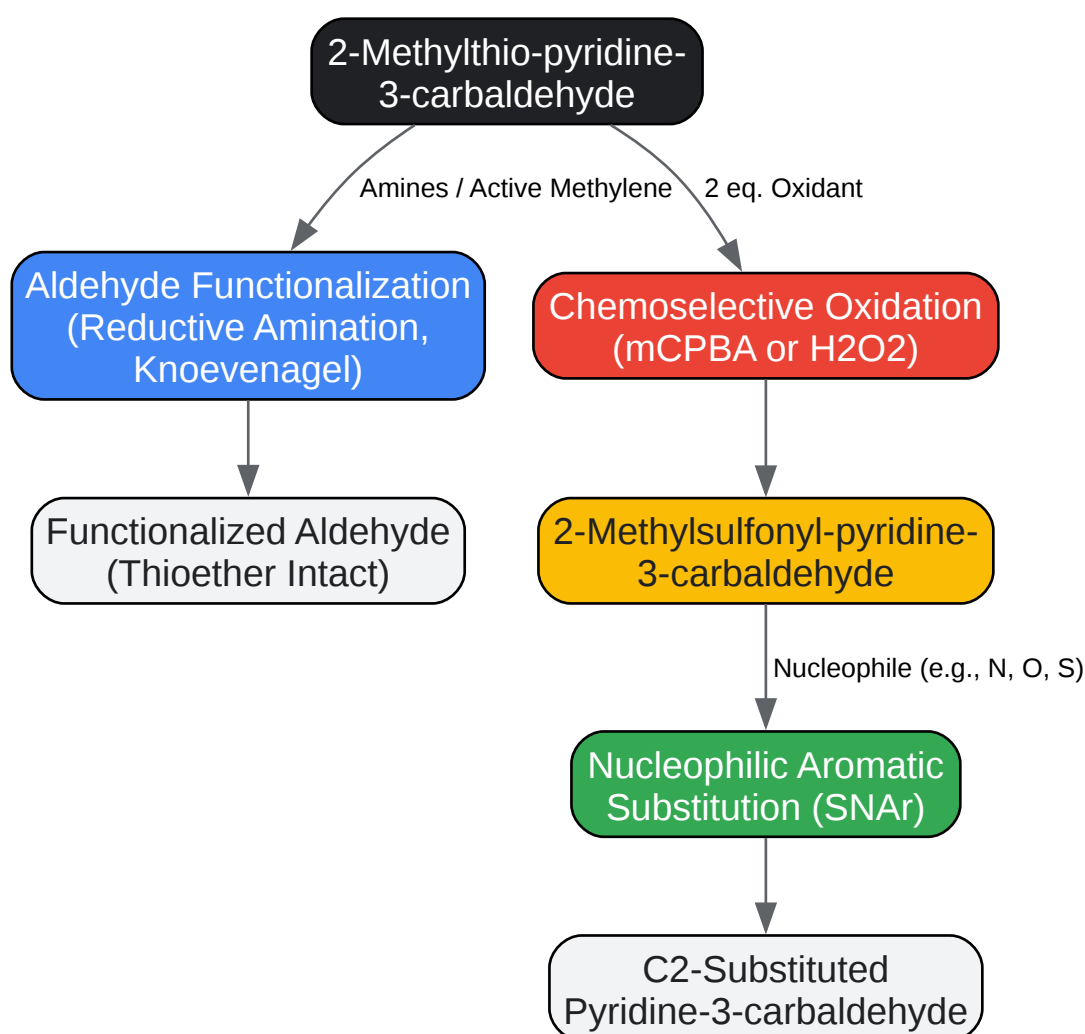 2-Methylthio-pyridine-
3-carbaldehyde
Amines / Active Methylene
2 eq. Oxidant
Aldehyde Functionalization
(Reductive Amination,
Knoevenagel)
Chemoselective Oxidation
(mCPBA or H2O2)
Functionalized Aldehyde
(Thioether Intact)
2-Methylsulfonyl-pyridine-
3-carbaldehyde
Nucleophile (e.g., N, O, S)
Nucleophilic Aromatic
Substitution (SNAr)
C2-Substituted
Pyridine-3-carbaldehyde